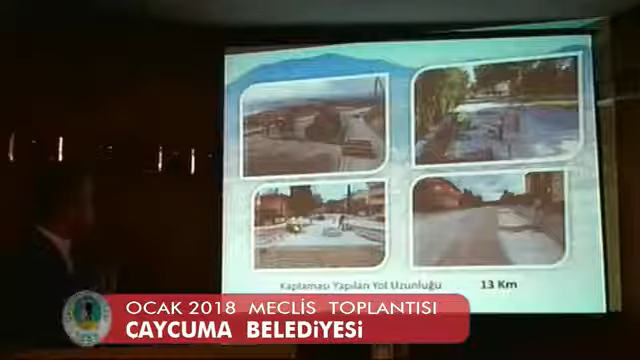 Kaplaması Yapılan Yol Uzunluğu 13 Km
OCAK 2018 MECLİS TOPLANTISI
ÇAYCUMA BELEDİYESİ